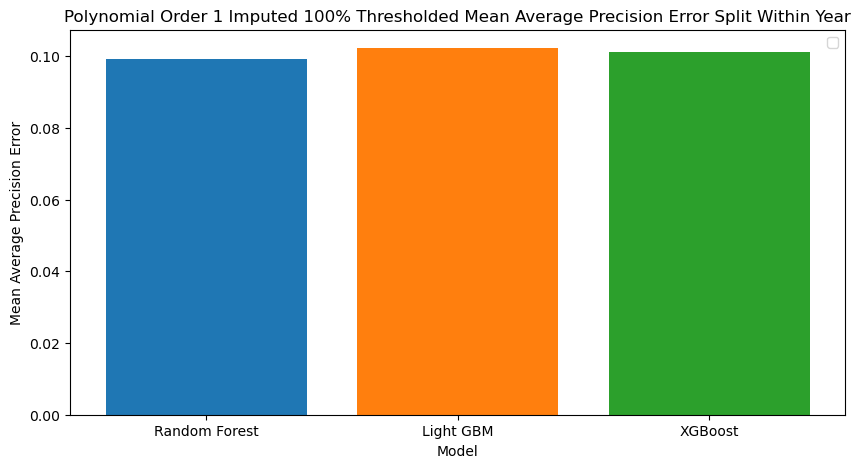 Polynomial Order 1 Imputed 100% Thresholded Mean Average Precision Error Split Within Year
Mean Average Precision Error
0.10
0.08
0.06
0.04
0.02
0.00
Random Forest
Light GBM
XGBoost
Model